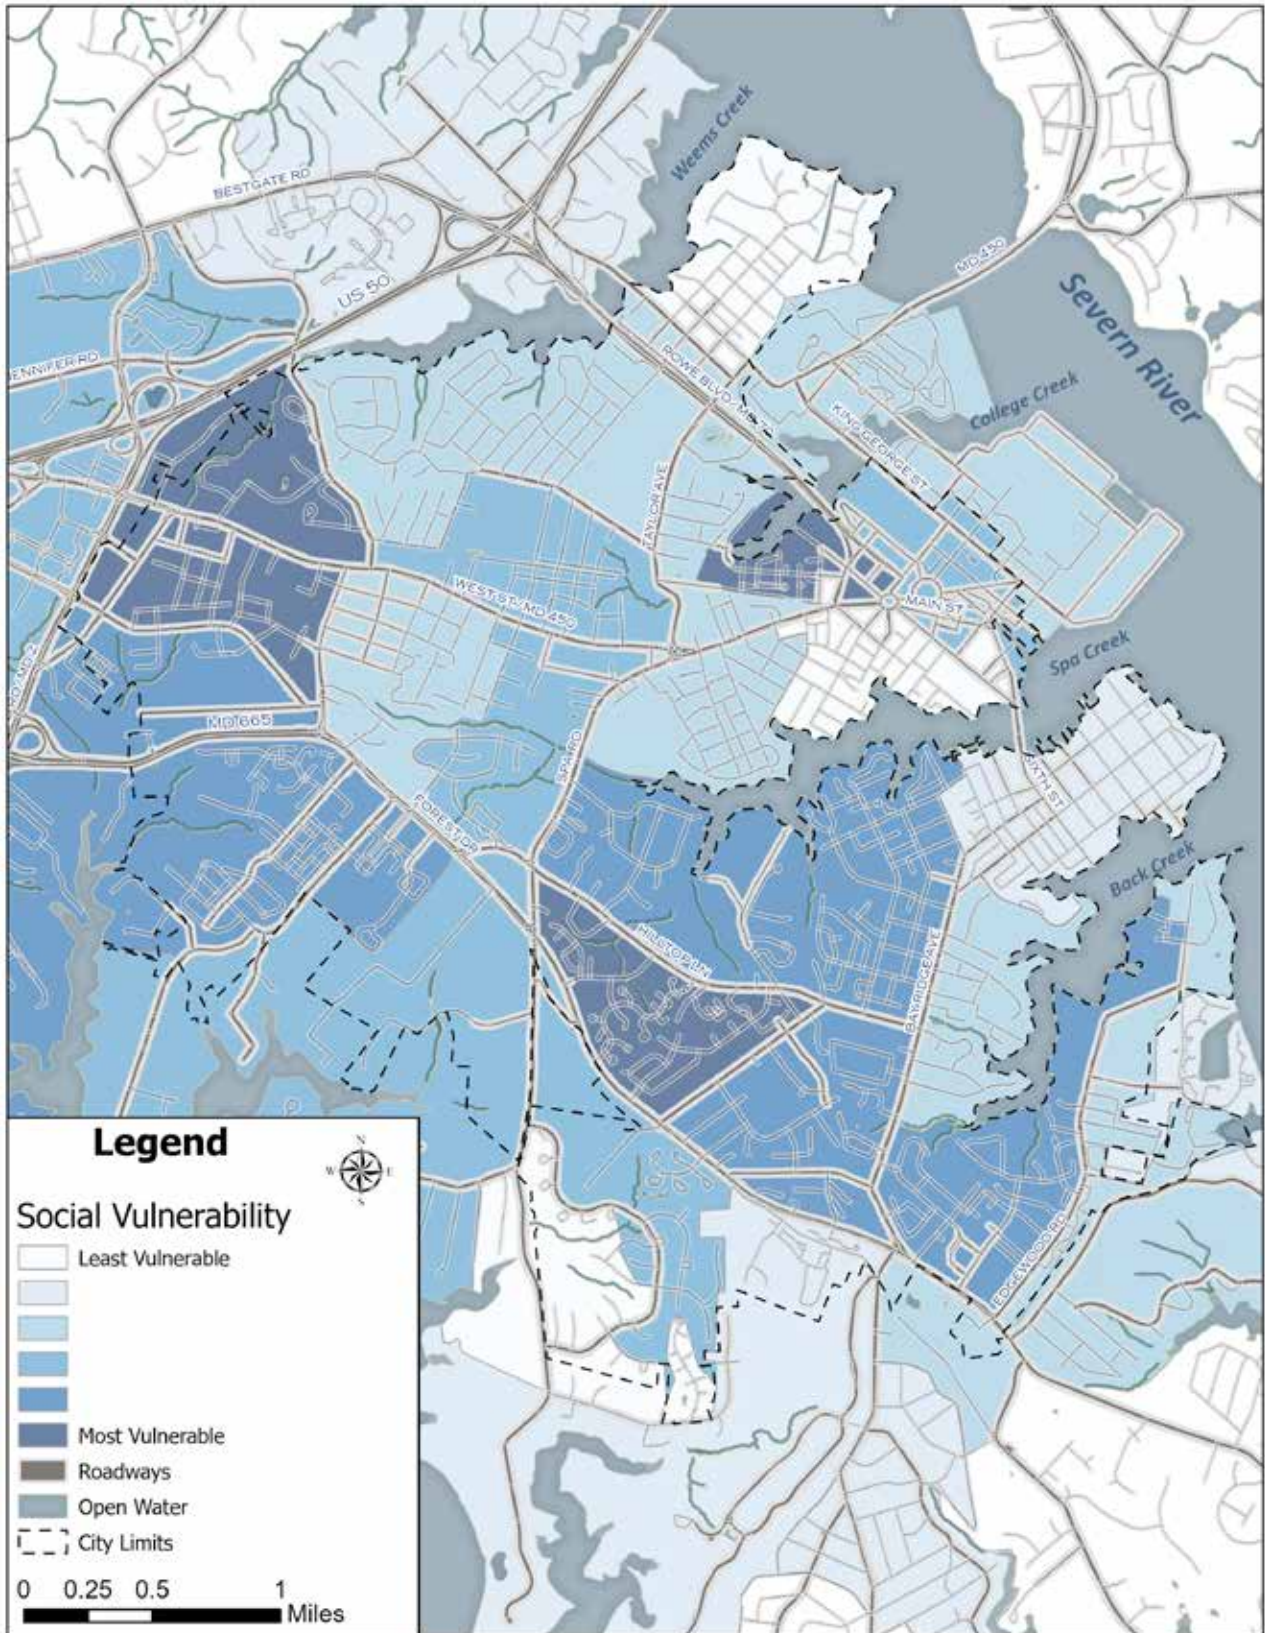 Weems Creek
BESTGATE RD
US 50
MD 450
Severn River
JENNIFER RD
ROWE BLVD
College Creek
KING GEORGE ST
TAYLOR AVE
WEST ST / MD 450
MAIN ST
Spa Creek
MD 2
MD 665
SPA RD
SIXTH ST
FOREST DR
Back Creek
HILLTOP LN
BAY RIDGE AVE
EDGEWOOD RD
Legend
N
W E
S
Social Vulnerability
Least Vulnerable
Most Vulnerable
Roadways
Open Water
City Limits
0 0.25 0.5 1
Miles